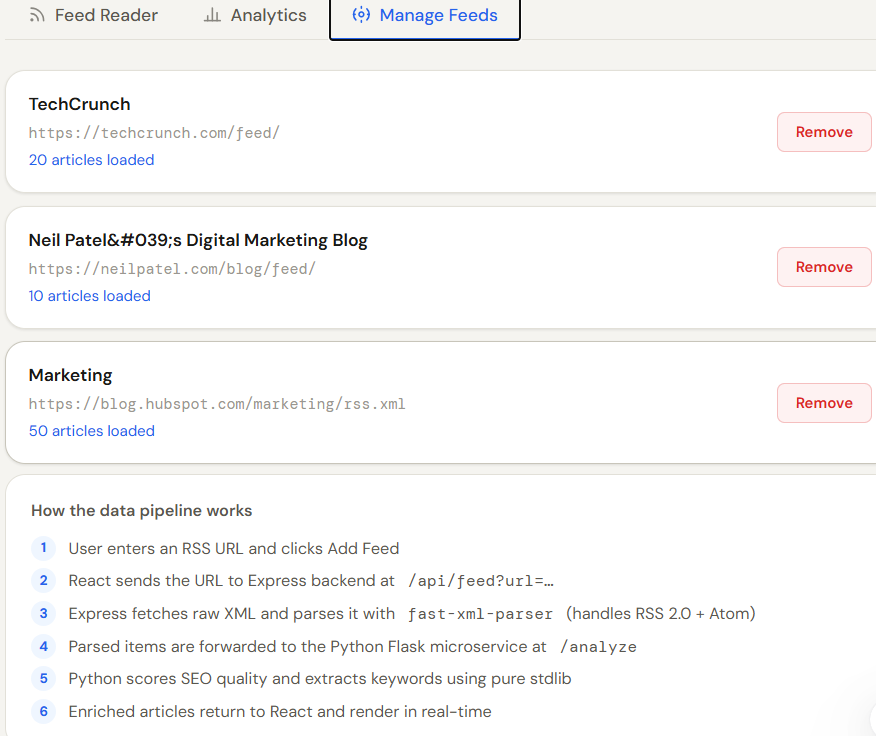 Feed Reader Analytics Manage Feeds
TechCrunch
https://techcrunch.com/feed/
Remove
20 articles loaded
Neil Patel&#039;s Digital Marketing Blog
https://neilpatel.com/blog/feed/
Remove
10 articles loaded
Marketing
https://blog.hubspot.com/marketing/rss.xml
Remove
50 articles loaded
How the data pipeline works
1 User enters an RSS URL and clicks Add Feed
2 React sends the URL to Express backend at /api/feed?url=…
3 Express fetches raw XML and parses it with fast-xml-parser (handles RSS 2.0 + Atom)
4 Parsed items are forwarded to the Python Flask microservice at /analyze
5 Python scores SEO quality and extracts keywords using pure stdlib
6 Enriched articles return to React and render in real-time